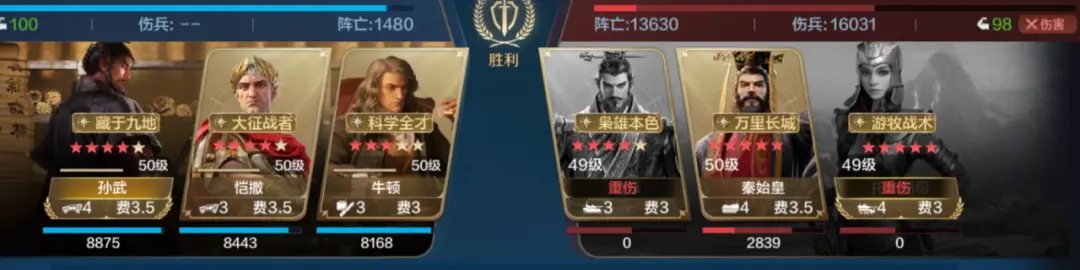 100 伤兵: -- 阵亡:1480
胜利
阵亡:13630 伤兵:16031 98 伤害
藏于九地 大征战者 科学全才
50级 50级 50级
孙武 恺撒 牛顿
4 费3.5 3 费3.5 3 费3
8875 8443 8168
枭雄本色 万里长城 游牧战术
49级 50级 49级
重伤 秦始皇 重伤
3 费3 4 费3.5 4 费3
0 2839 0